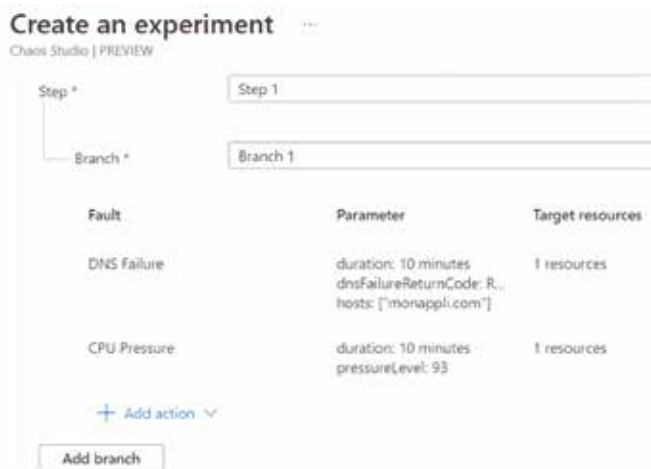 Create an experiment ...
Chaos Studio | PREVIEW
Step *
Step 1
Branch *
Branch 1
Fault Parameter Target resources
DNS Failure duration: 10 minutes 1 resources
dnsFailureReturnCode: R...
hosts: ["monappli.com"]
CPU Pressure duration: 10 minutes 1 resources
pressureLevel: 93
+ Add action
Add branch